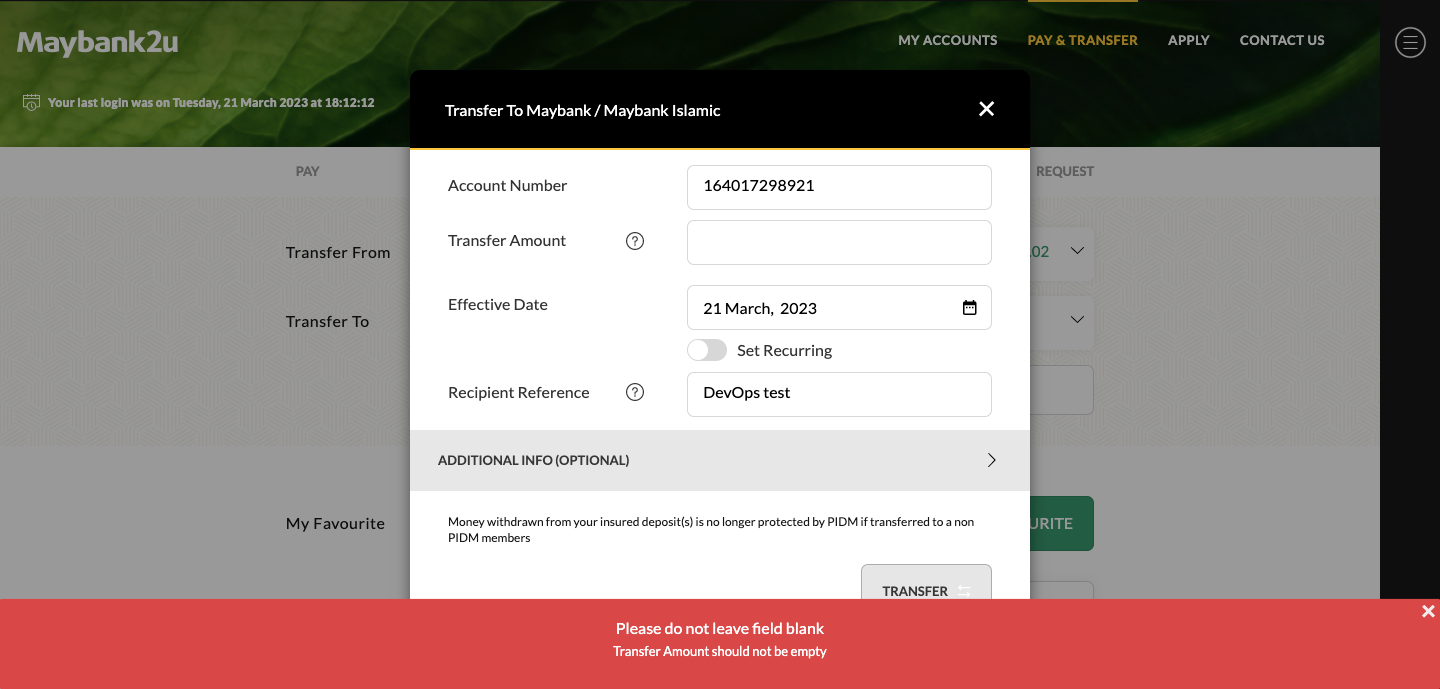 Maybank2u
MY ACCOUNTS
PAY & TRANSFER
APPLY
CONTACT US
Your last login was on Tuesday, 21 March 2023 at 18:12:12
Transfer To Maybank / Maybank Islamic
PAY
REQUEST
Account Number
164017298921
Transfer Amount
?
Transfer From
.02
Effective Date
21 March, 2023
Transfer To
Set Recurring
Recipient Reference
?
DevOps test
ADDITIONAL INFO (OPTIONAL)
My Favourite
URITE
Money withdrawn from your insured deposit(s) is no longer protected by PIDM if transferred to a non
PIDM members
TRANSFER
Please do not leave field blank
Transfer Amount should not be empty